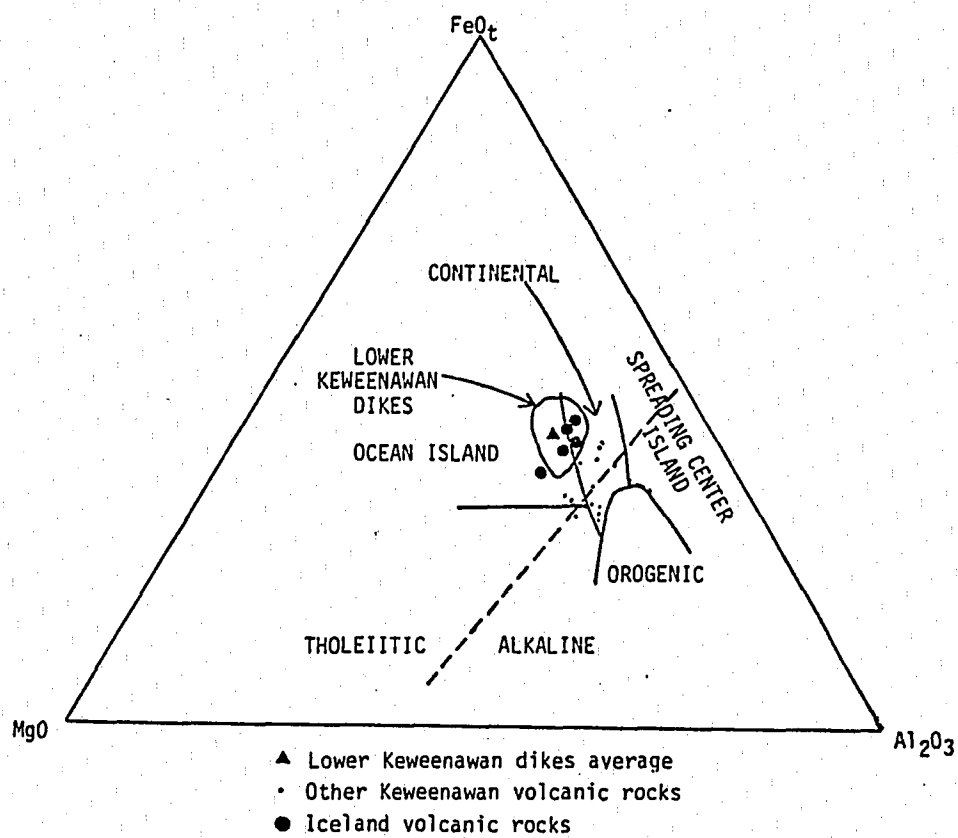 FeOt
CONTINENTAL
LOWER
KEWEENAWAN
DIKES
OCEAN ISLAND
SPREADING CENTER
ISLAND
OROGENIC
THOLEIITIC
ALKALINE
MgO
Al2O3
▲ Lower Keweenawan dikes average
· Other Keweenawan volcanic rocks
● Iceland volcanic rocks